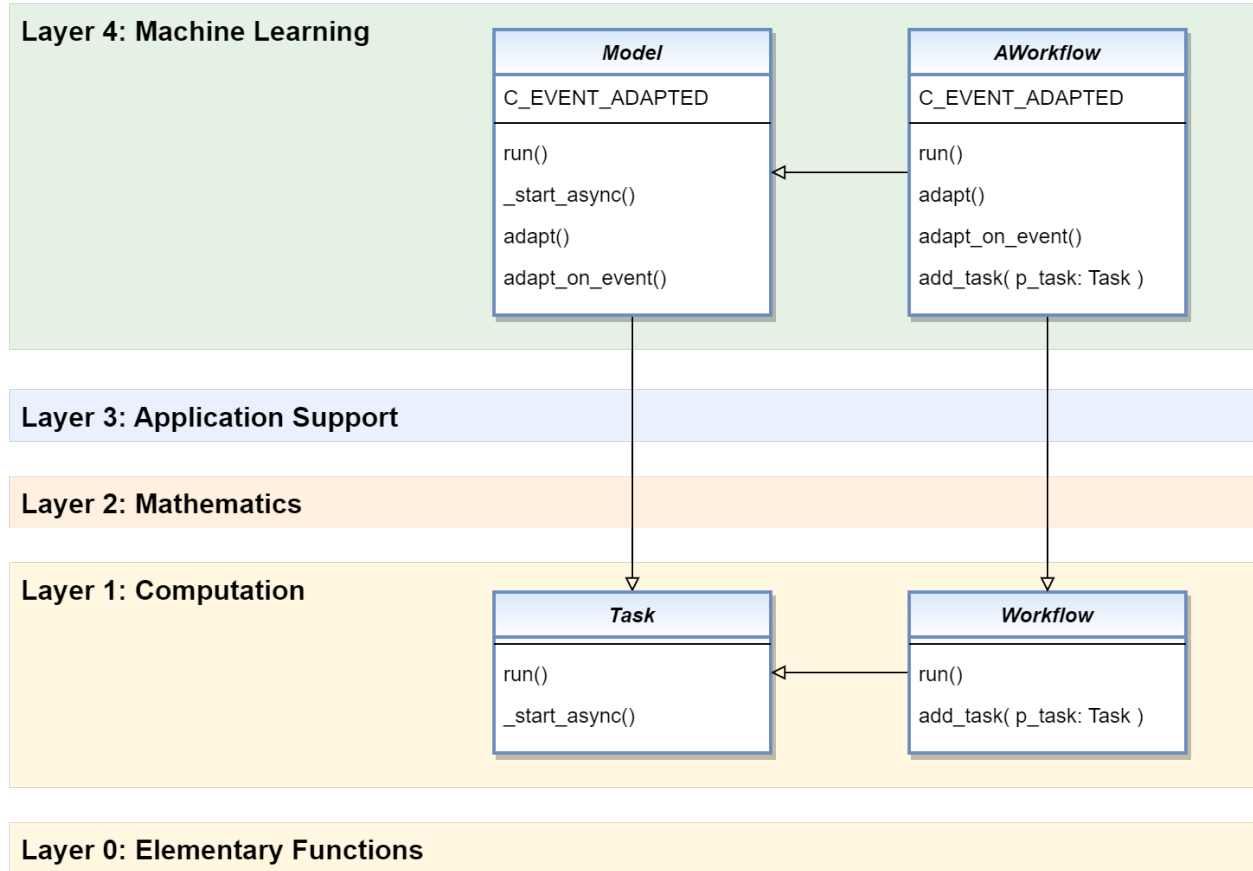 Layer 4: Machine Learning
Model
C_EVENT_ADAPTED
run()
_start_async()
adapt()
adapt_on_event()
AWorkflow
C_EVENT_ADAPTED
run()
adapt()
adapt_on_event()
add_task( p_task: Task )
Layer 3: Application Support
Layer 2: Mathematics
Layer 1: Computation
Task
run()
_start_async()
Workflow
run()
add_task( p_task: Task )
Layer 0: Elementary Functions